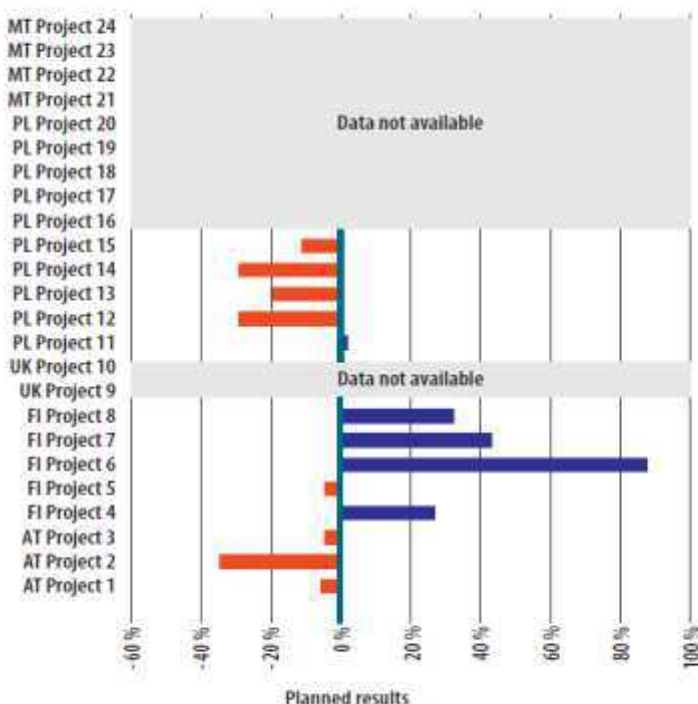 MT Project 24
MT Project 23
MT Project 22
MT Project 21
PL Project 20
Data not available
PL Project 19
PL Project 18
PL Project 17
PL Project 16
PL Project 15
PL Project 14
PL Project 13
PL Project 12
PL Project 11
UK Project 10
Data not available
UK Project 9
FI Project 8
FI Project 7
FI Project 6
FI Project 5
FI Project 4
AT Project 3
AT Project 2
AT Project 1
- 60 %
- 40 %
- 20 %
0 %
20 %
40 %
60 %
80 %
100 %
Planned results